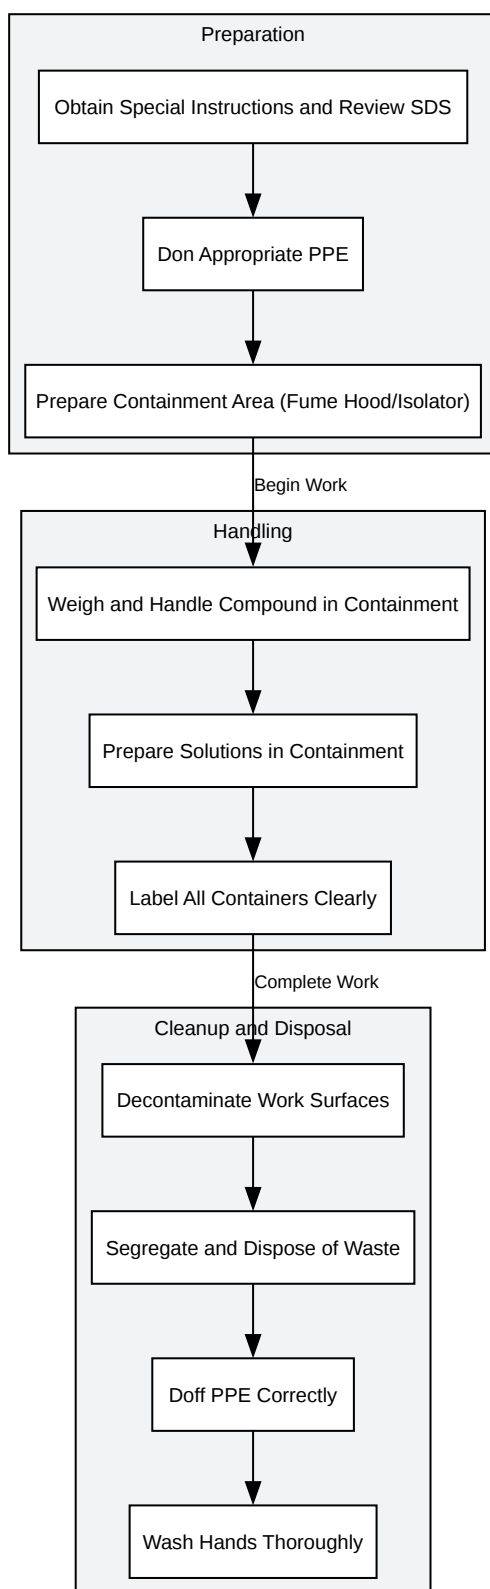 Preparation
Obtain Special Instructions and Review SDS
Don Appropriate PPE
Prepare Containment Area (Fume Hood/Isolator)
Begin Work
Handling
Weigh and Handle Compound in Containment
Prepare Solutions in Containment
Label All Containers Clearly
Complete Work
Cleanup and Disposal
Decontaminate Work Surfaces
Segregate and Dispose of Waste
Doff PPE Correctly
Wash Hands Thoroughly